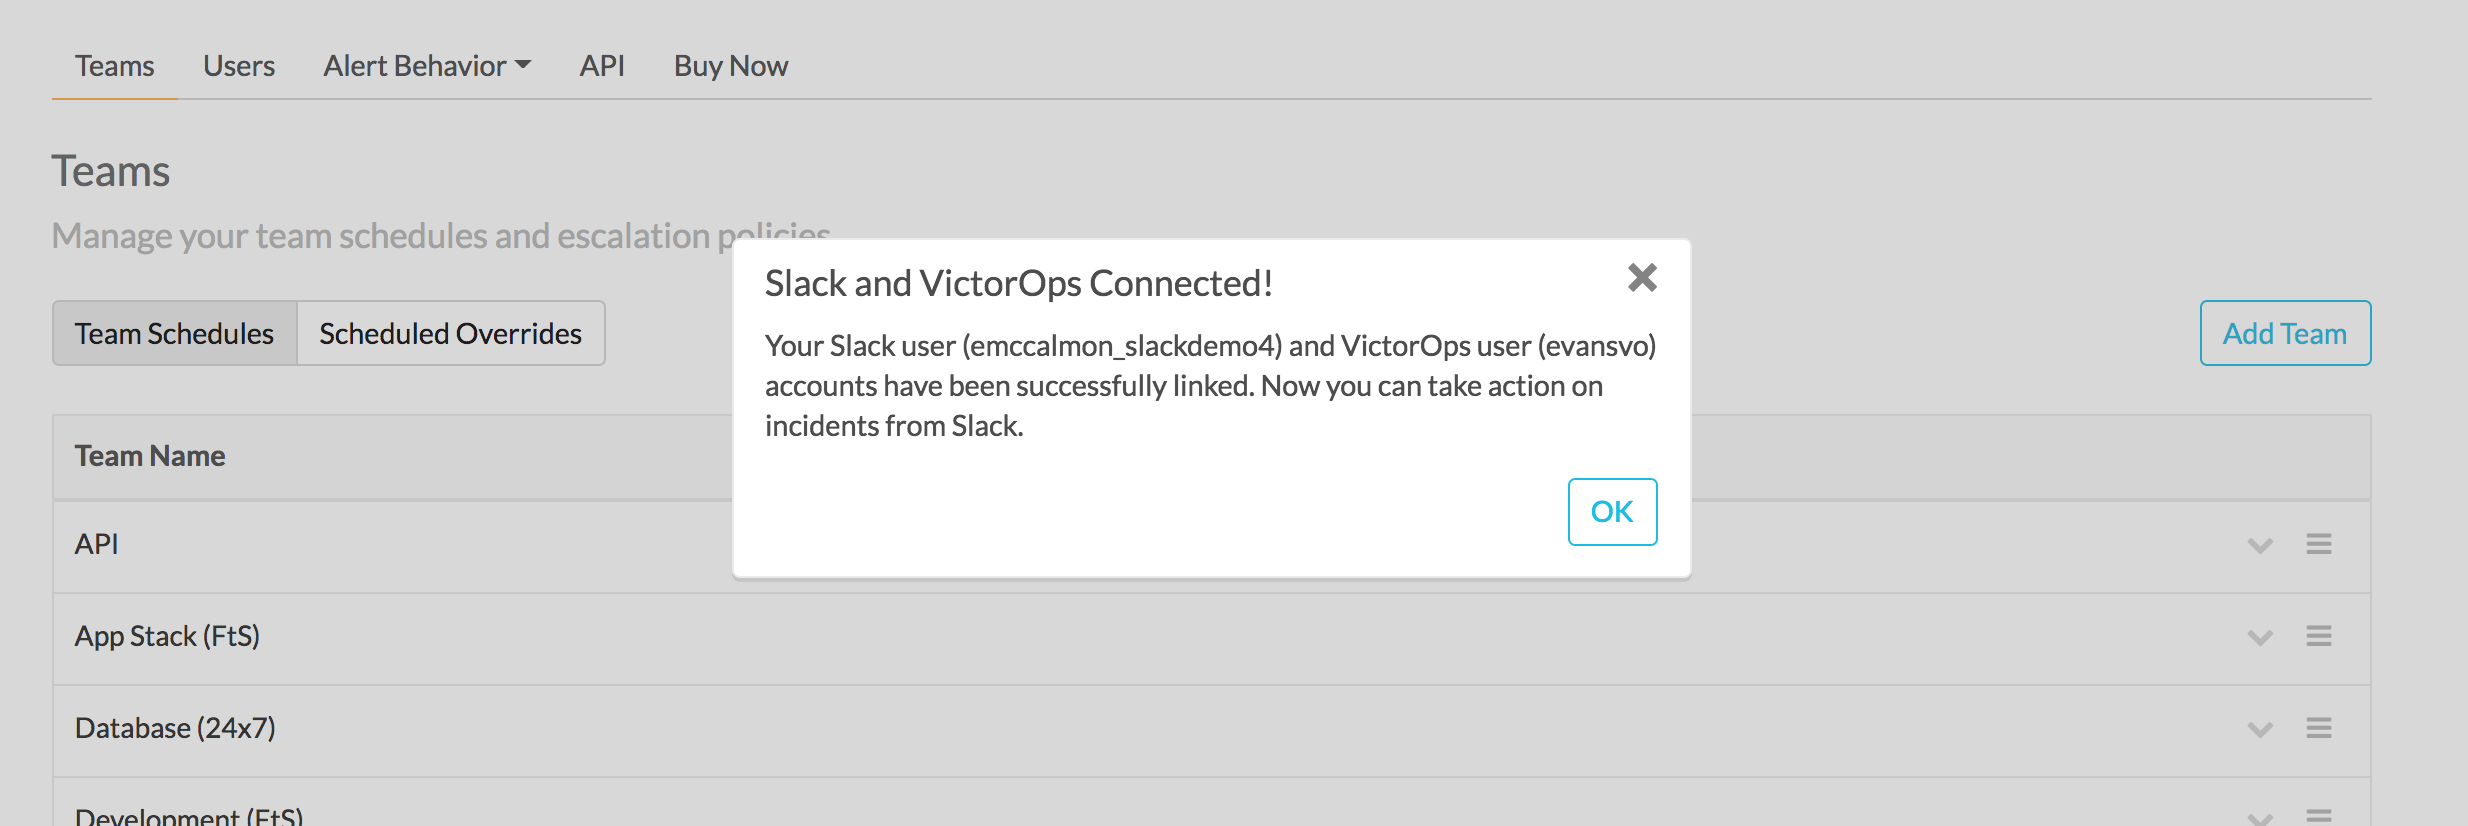 Teams Users Alert Behavior API Buy Now
Teams
Manage your team schedules and escalation policies
Slack and VictorOps Connected!
Your Slack user (emccalmon_slackdemo4) and VictorOps user (evansvo)
accounts have been successfully linked. Now you can take action on
incidents from Slack.
OK
Team Schedules Scheduled Overrides
Add Team
Team Name
API
App Stack (FtS)
Database (24x7)
Development (FtS)